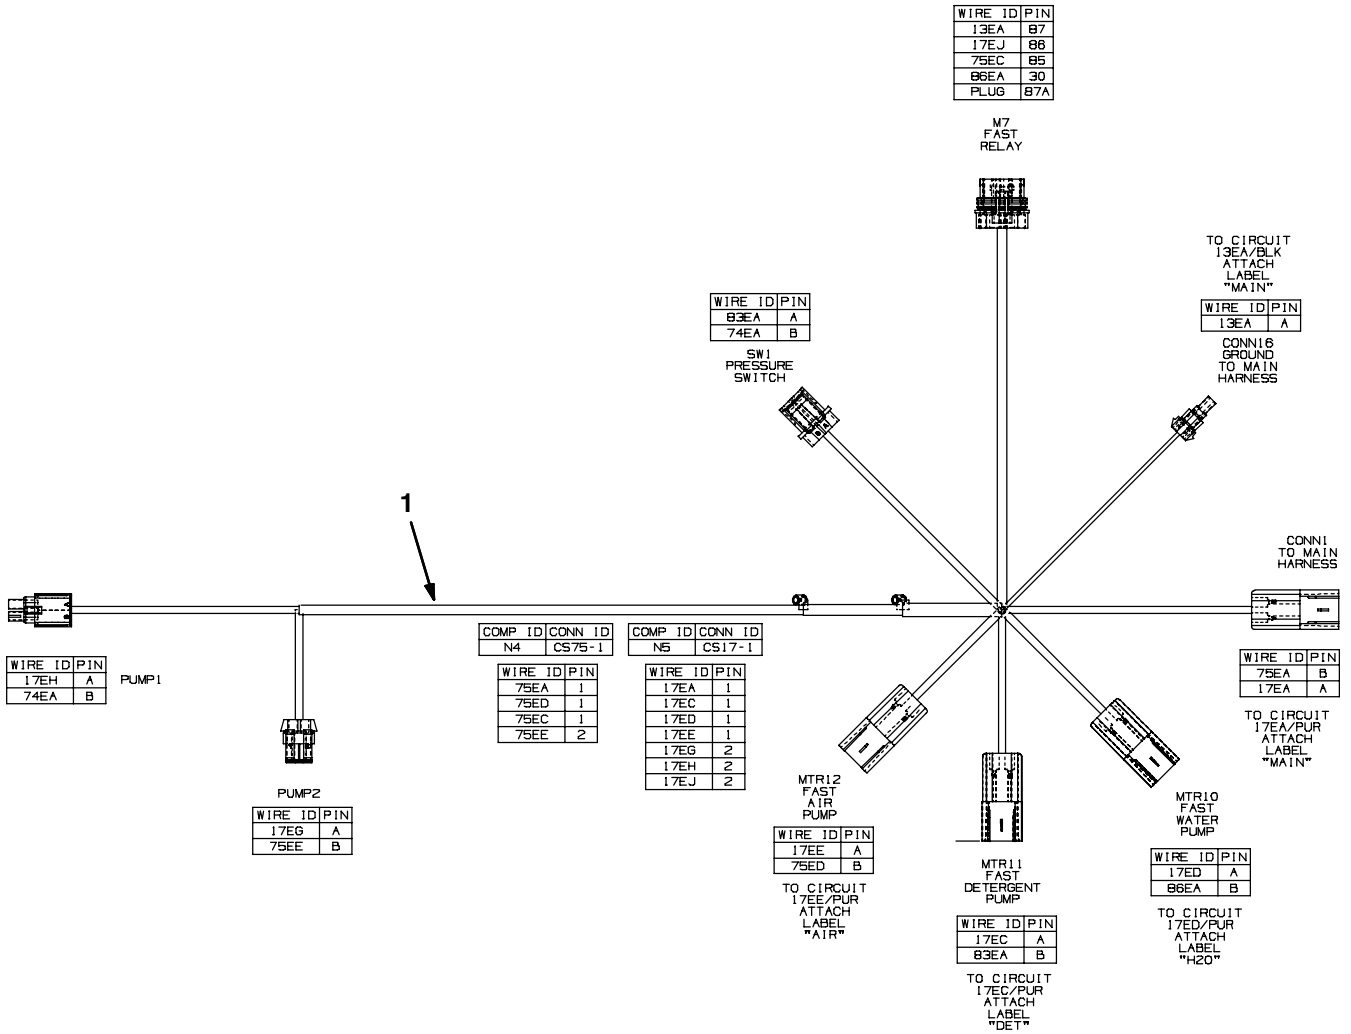 WIRE ID PIN
13EA 87
17EJ 86
75EC 85
86EA 30
PLUG 87A
M7
FAST
RELAY
TO CIRCUIT
13EA/BLK
ATTACH
LABEL
"MAIN"
WIRE ID PIN
13EA A
CONN16
GROUND
TO MAIN
HARNESS
WIRE ID PIN
83EA A
74EA B
SW1
PRESSURE
SWITCH
1
CONN1
TO MAIN
HARNESS
WIRE ID PIN
75EA B
17EA A
TO CIRCUIT
17EA/PUR
ATTACH
LABEL
"MAIN"
WIRE ID PIN
17EH A
74EA B
PUMP1
COMP ID CONN ID
N4 CS75-1
WIRE ID PIN
75EA 1
75ED 1
75EC 1
75EE 2
COMP ID CONN ID
N5 CS17-1
WIRE ID PIN
17EA 1
17EC 1
17ED 1
17EE 1
17EG 2
17EH 2
17EJ 2
PUMP2
WIRE ID PIN
17EG A
75EE B
MTR12
FAST
AIR
PUMP
WIRE ID PIN
17EE A
75ED B
TO CIRCUIT
17EE/PUR
ATTACH
LABEL
"AIR"
MTR11
FAST
DETERGENT
PUMP
WIRE ID PIN
17EC A
83EA B
TO CIRCUIT
17EC/PUR
ATTACH
LABEL
"DET"
MTR10
FAST
WATER
PUMP
WIRE ID PIN
17ED A
86EA B
TO CIRCUIT
17ED/PUR
ATTACH
LABEL
"H2O"